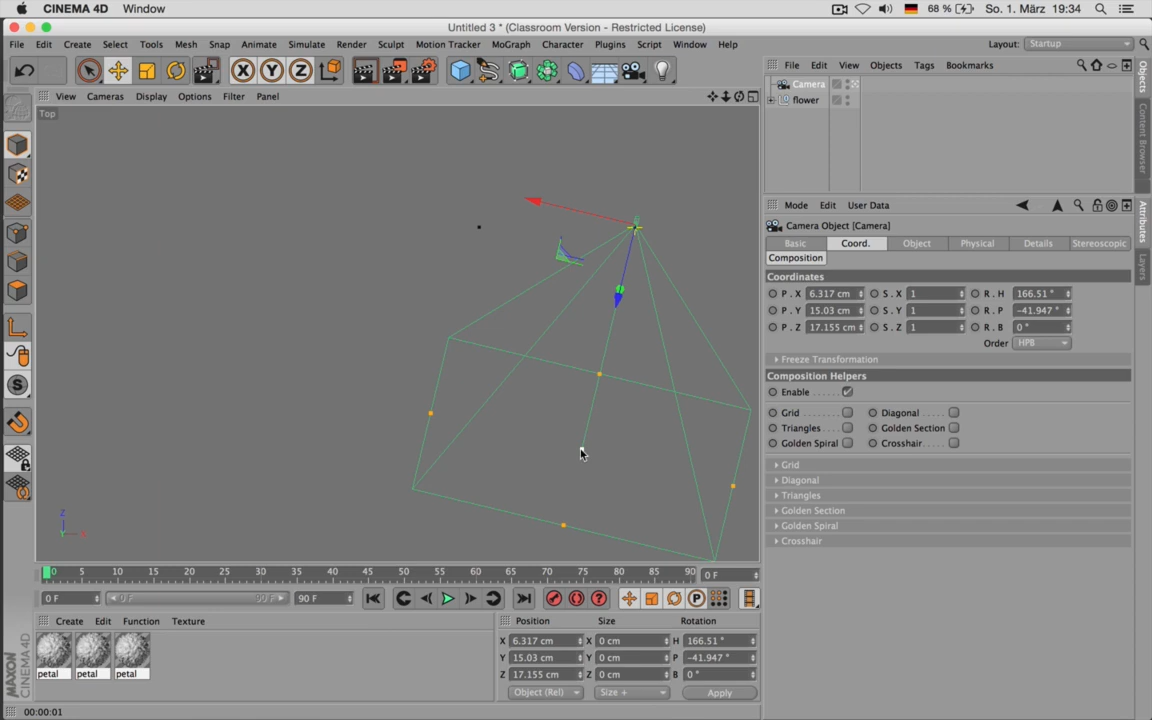 CINEMA 4D Window 68 % So. 1. März 19:34
Untitled 3 * (Classroom Version - Restricted License)
File Edit Create Select Tools Mesh Snap Animate Simulate Render Sculpt Motion Tracker MoGraph Character Plugins Script Window Help Layout: Startup
X Y Z
File Edit View Objects Tags Bookmarks
Camera
flower
View Cameras Display Options Filter Panel
Top
Objects
Content Browser
Attributes
Layers
Mode Edit User Data
Camera Object [Camera]
Basic Coord. Object Physical Details Stereoscopic
Composition
Coordinates
P . X 6.317 cm S . X 1 R . H 166.51 °
P . Y 15.03 cm S . Y 1 R . P -41.947 °
P . Z 17.155 cm S . Z 1 R . B 0 °
Order HPB
Freeze Transformation
Composition Helpers
Enable
Grid Diagonal
Triangles Golden Section
Golden Spiral Crosshair
Grid
Diagonal
Triangles
Golden Section
Golden Spiral
Crosshair
Z
Y X
0 5 10 15 20 25 30 35 40 45 50 55 60 65 70 75 80 85 90 0 F
0 F 0 F 90 F 90 F
Create Edit Function Texture
petal petal petal
Position Size Rotation
X 6.317 cm X 0 cm H 166.51 °
Y 15.03 cm Y 0 cm P -41.947 °
Z 17.155 cm Z 0 cm B 0 °
Object (Rel) Size + Apply
MAXON
CINEMA 4D
00:00:01